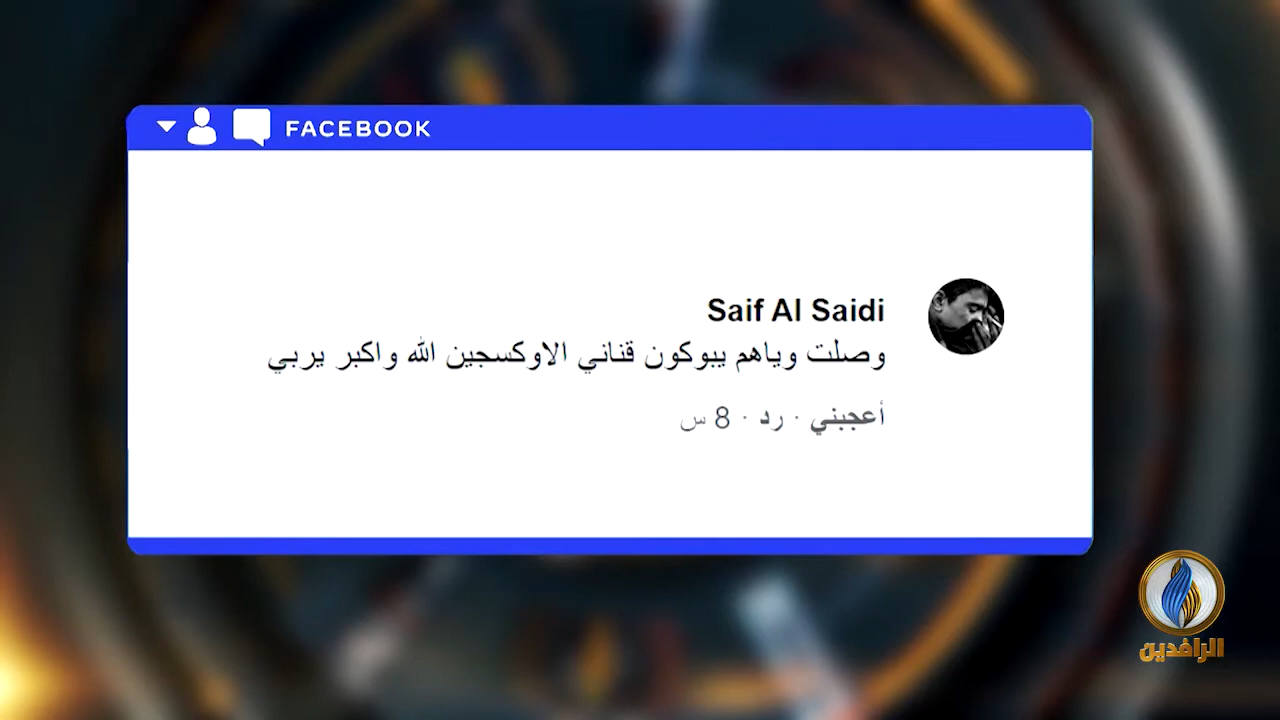 FACEBOOK
Saif Al Saidi
وصلت وياهم يبوكون قناني الاوكسجين الله واكبر يربي
أعجبني · رد · 8 س
الرافدين